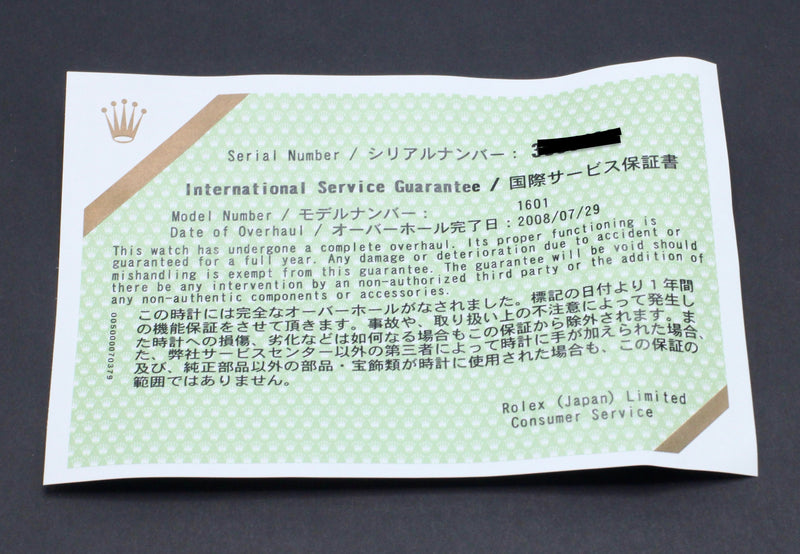 Serial Number / シリアルナンバー : 3
International Service Guarantee / 国際サービス保証書
Model Number / モデルナンバー : 1601
Date of Overhaul / オーバーホール完了日 : 2008/07/29
This watch has undergone a complete overhaul. Its proper functioning is
guaranteed for a full year. Any damage or deterioration due to accident or
mishandling is exempt from this guarantee. The guarantee will be void should
there be any intervention by an non-authorized third party or the addition of
any non-authentic components or accessories.
この時計には完全なオーバーホールがなされました。標記の日付より1年間
の機能保証をさせて頂きます。事故や、取り扱い上の不注意によって発生し
た時計への損傷、劣化などは如何なる場合もこの保証から除外されます。ま
た、弊社サービスセンター以外の第三者によって時計に手が加えられた場合、
及び、純正部品以外の部品・宝飾類が時計に使用された場合も、この保証の
範囲ではありません。
005000070379
Rolex (Japan) Limited
Consumer Service